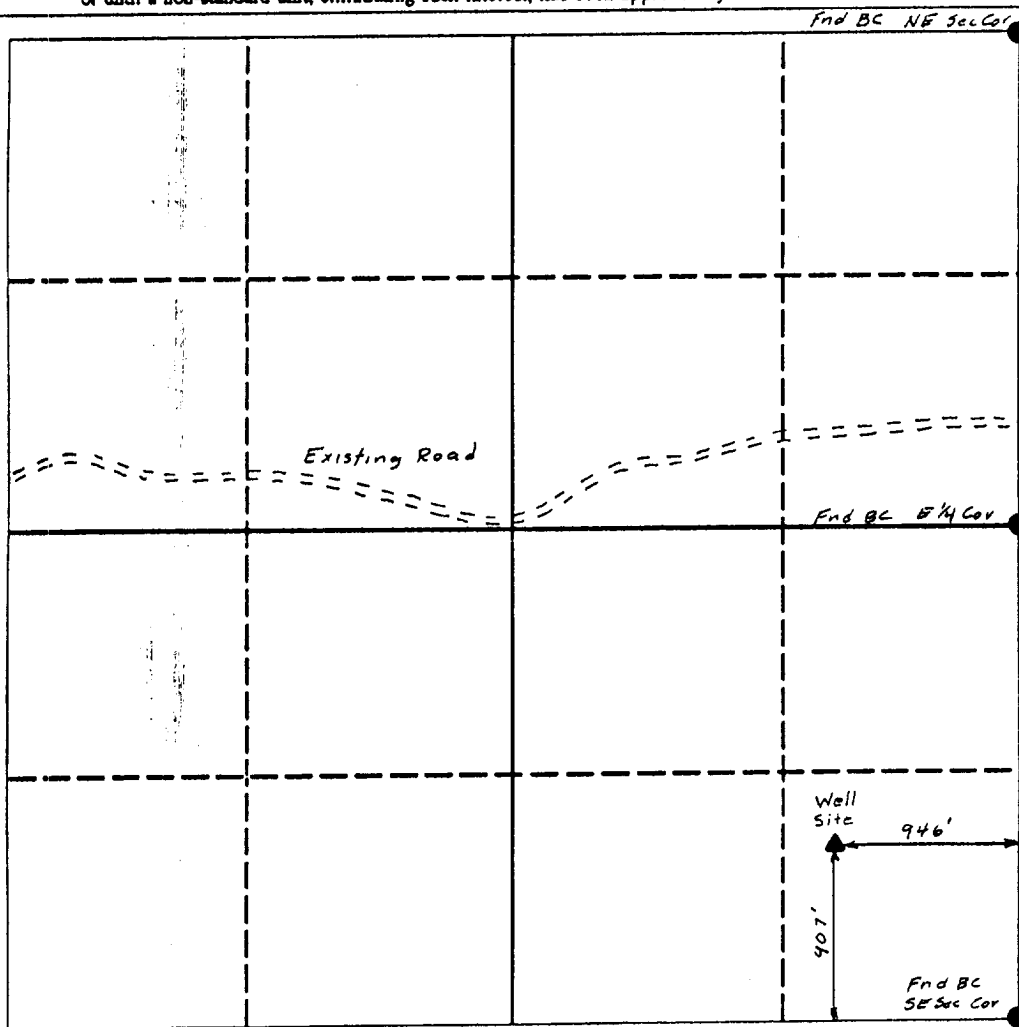 Fnd BC NE Sec Cor
Existing Road
Fnd BC E 1/4 Cor
Well
Site
946'
907'
Fnd BC
SE Sec Cor